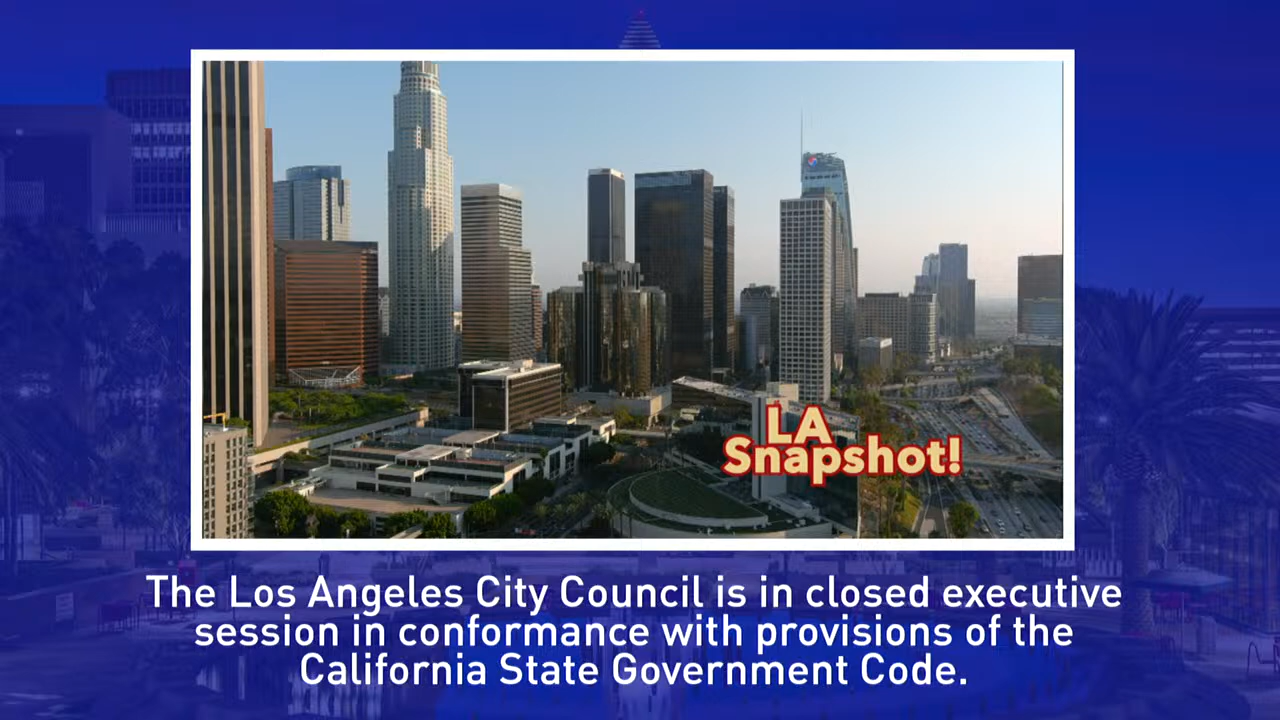 LA
Snapshot!
The Los Angeles City Council is in closed executive
session in conformance with provisions of the
California State Government Code.